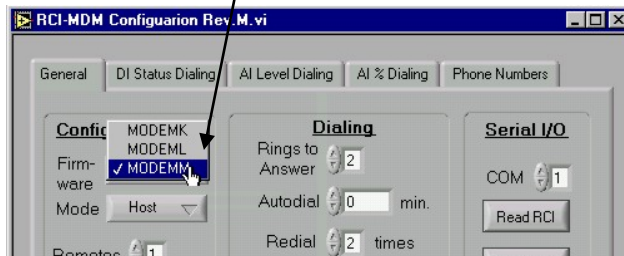 RCI-MDM Configuarion Rev.M.vi
General DI Status Dialing AI Level Dialing AI % Dialing Phone Numbers
Config
MODEMK
MODEML
✓ MODEMM
Firm-
ware
Mode Host
Remotes 1
Dialing
Rings to
Answer 2
Autodial 0 min.
Redial 2 times
Serial I/O
COM 1
Read RCI